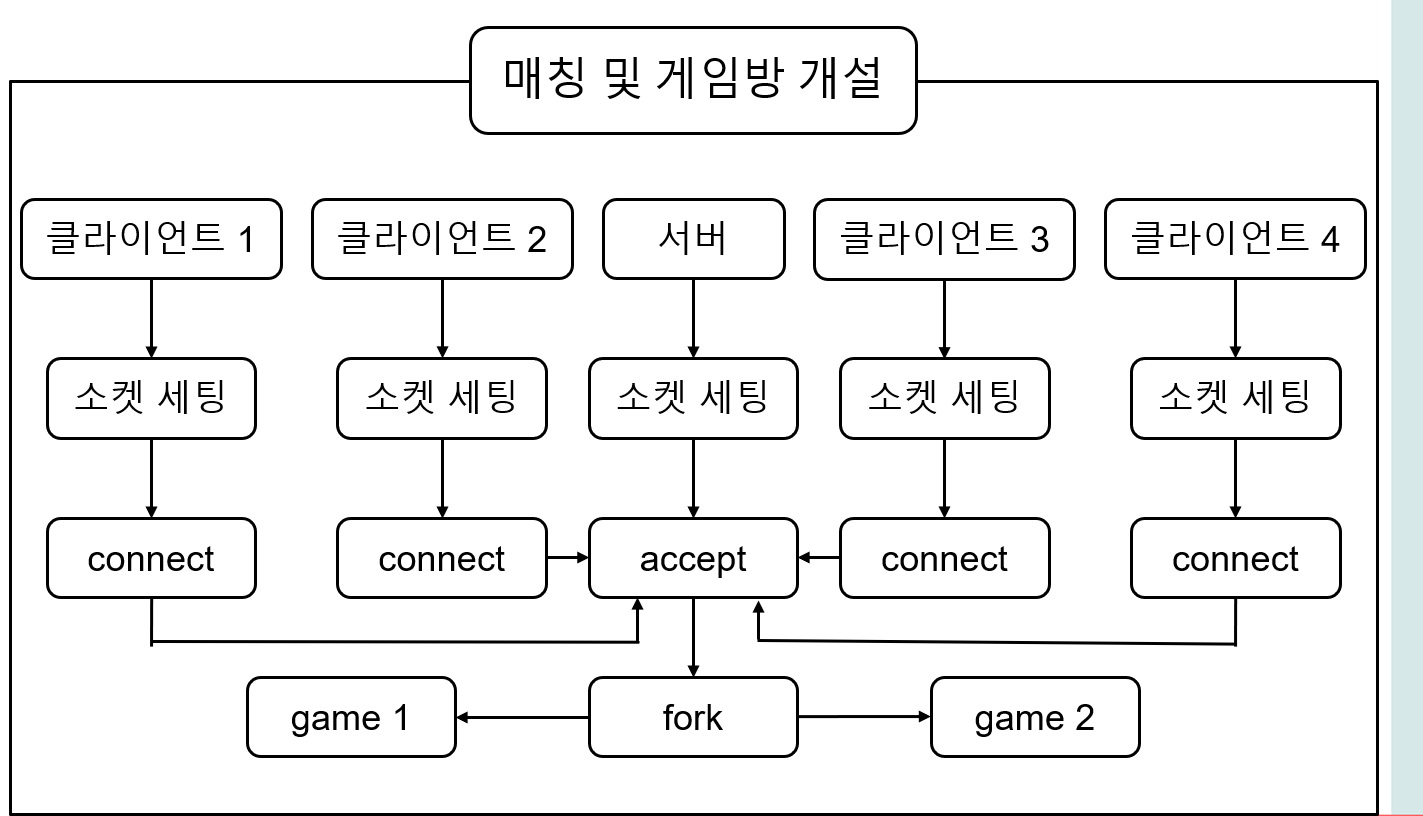 매칭 및 게임방 개설
클라이언트 1
클라이언트 2
서버
클라이언트 3
클라이언트 4
소켓 세팅
소켓 세팅
소켓 세팅
소켓 세팅
소켓 세팅
connect
connect
accept
connect
connect
game 1
fork
game 2